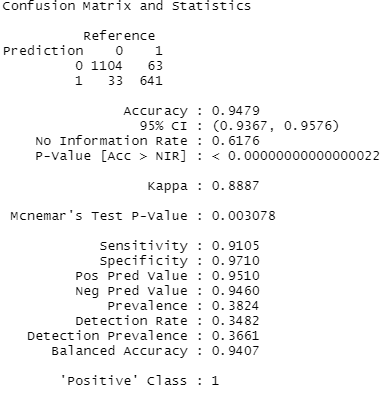 Confusion Matrix and Statistics
Reference
Prediction 0 1
0 1104 63
1 33 641
Accuracy : 0.9479
95% CI : (0.9367, 0.9576)
No Information Rate : 0.6176
P-Value [Acc > NIR] : < 0.00000000000000022
Kappa : 0.8887
Mcnemar's Test P-Value : 0.003078
Sensitivity : 0.9105
Specificity : 0.9710
Pos Pred Value : 0.9510
Neg Pred Value : 0.9460
Prevalence : 0.3824
Detection Rate : 0.3482
Detection Prevalence : 0.3661
Balanced Accuracy : 0.9407
'Positive' Class : 1